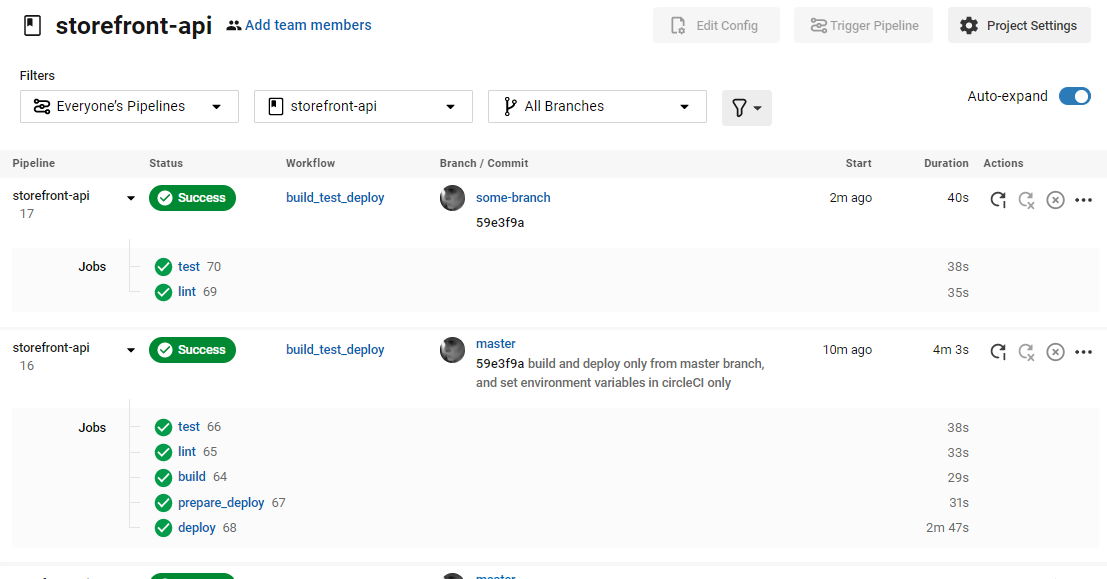 storefront-api Add team members Edit Config Trigger Pipeline Project Settings
Filters
Everyone's Pipelines storefront-api All Branches Auto-expand
Pipeline Status Workflow Branch / Commit Start Duration Actions
storefront-api Success build_test_deploy some-branch 2m ago 40s
17 59e3f9a
Jobs test 70 38s
lint 69 35s
storefront-api Success build_test_deploy master 10m ago 4m 3s
16 59e3f9a build and deploy only from master branch,
and set environment variables in circleCI only
Jobs test 66 38s
lint 65 33s
build 64 29s
prepare_deploy 67 31s
deploy 68 2m 47s
master